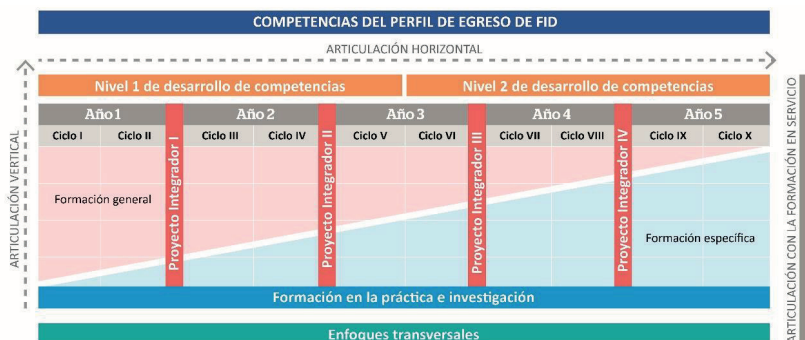 COMPETENCIAS DEL PERFIL DE EGRESO DE FID
ARTICULACIÓN HORIZONTAL
Nivel 1 de desarrollo de competencias
Nivel 2 de desarrollo de competencias
Año 1
Año 2
Año 3
Año 4
Año 5
Ciclo I
Ciclo II
Ciclo III
Ciclo IV
Ciclo V
Ciclo VI
Ciclo VII
Ciclo VIII
Ciclo IX
Ciclo X
Proyecto Integrador I
Proyecto Integrador II
Proyecto Integrador III
Proyecto Integrador IV
ARTICULACIÓN VERTICAL
Formación general
Formación específica
ARTICULACIÓN CON LA FORMACIÓN EN SERVICIO
Formación en la práctica e investigación
Enfoques transversales